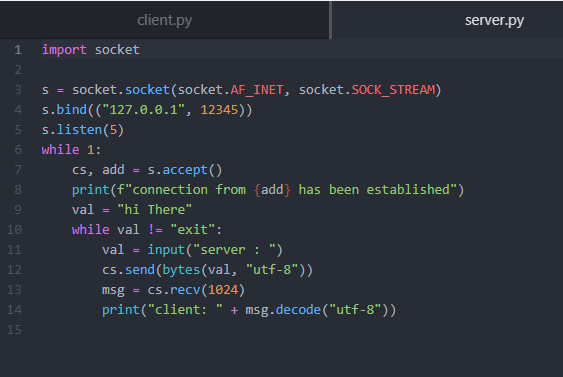 client.py server.py
1 import socket
2
3 s = socket.socket(socket.AF_INET, socket.SOCK_STREAM)
4 s.bind(("127.0.0.1", 12345))
5 s.listen(5)
6 while 1:
7     cs, add = s.accept()
8     print(f"connection from {add} has been established")
9     val = "hi There"
10     while val != "exit":
11         val = input("server : ")
12         cs.send(bytes(val, "utf-8"))
13         msg = cs.recv(1024)
14         print("client: " + msg.decode("utf-8"))
15